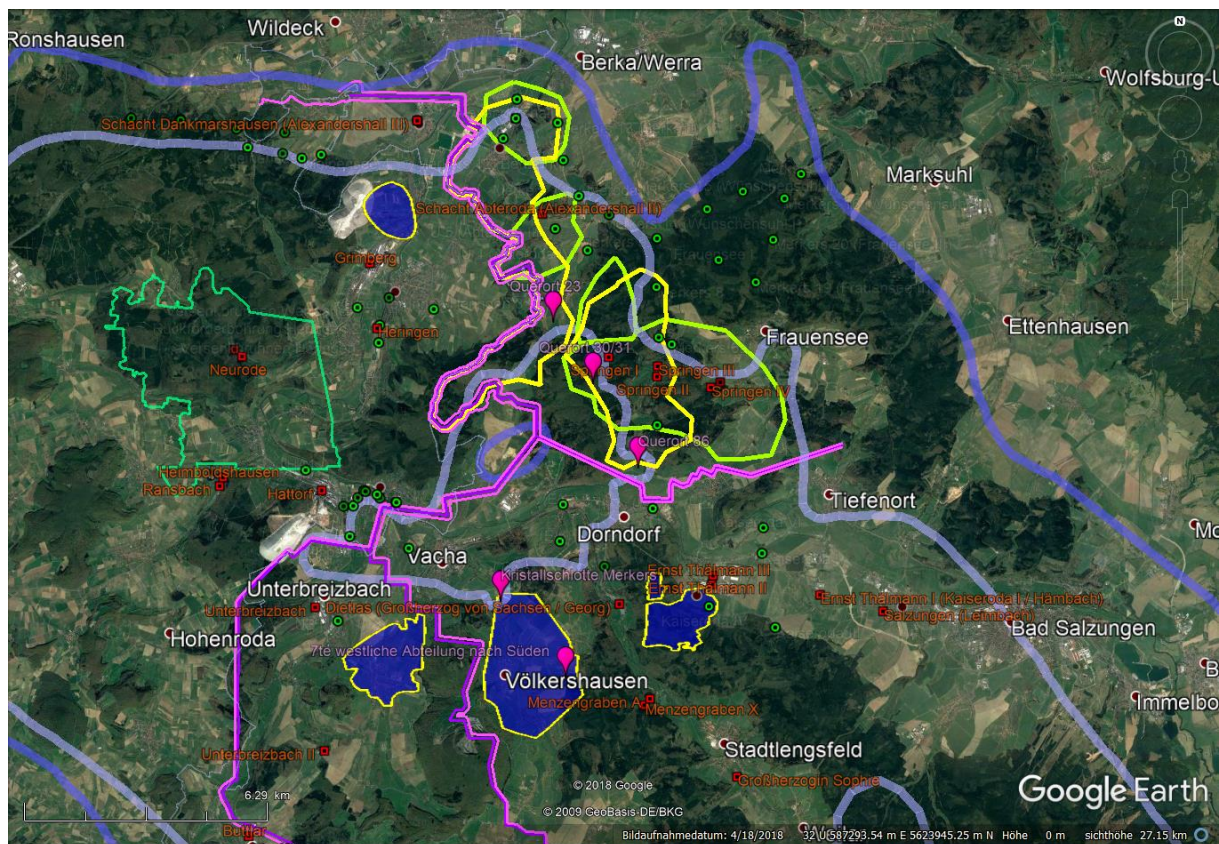 Wildeck
Ronshausen
Berka/Werra
Wolfsburg-U
Schacht Dankmarshausen (Alexandershall III)
Marksuhl
Schacht Abteroda (Alexandershall II)
Grimberg
Querort 23
Heringen
Frauensee
Ettenhausen
Querort 30/31
Neurode
Springen I
Springen III
Springen II
Springen IV
Querort 86
Heimboldshausen
Ransbach
Hattorf
Tiefenort
Dorndorf
Vacha
Kristallschlotte Merkers
Ernst Thälmann III
Ernst Thälmann II
Unterbreizbach
Unterbreizbach
Dietlas (Großherzog von Sachsen / Georg)
Ernst Thälmann I (Kaiseroda I / Hämbach)
Salzungen (Leimbach)
Bad Salzungen
Hohenroda
7te westliche Abteilung nach Süden
Völkershausen
Menzengraben A
Menzengraben X
Immelbo
Stadtlengsfeld
Unterbreizbach II
Großherzogin Sophie
6.29 km
© 2018 Google
© 2009 GeoBasis-DE/BKG
Google Earth
Buttlar
Bildaufnahmedatum: 4/18/2018 32 U 587293.54 m E 5623945.25 m N Höhe 0 m sichthöhe 27.15 km